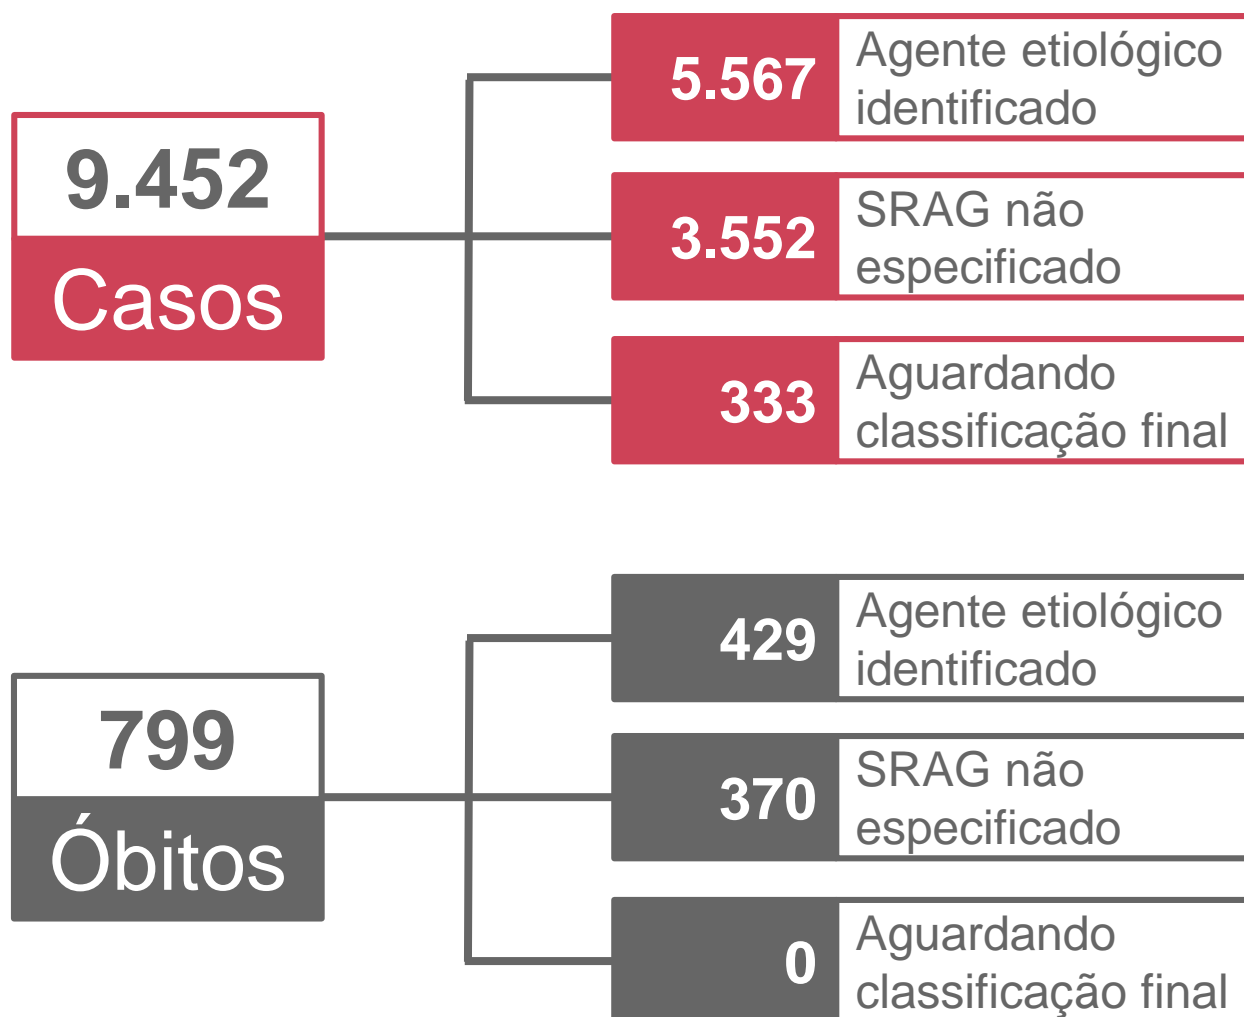 9.452
Casos
5.567
Agente etiológico
identificado
3.552
SRAG não
especificado
333
Aguardando
classificação final
799
Óbitos
429
Agente etiológico
identificado
370
SRAG não
especificado
0
Aguardando
classificação final